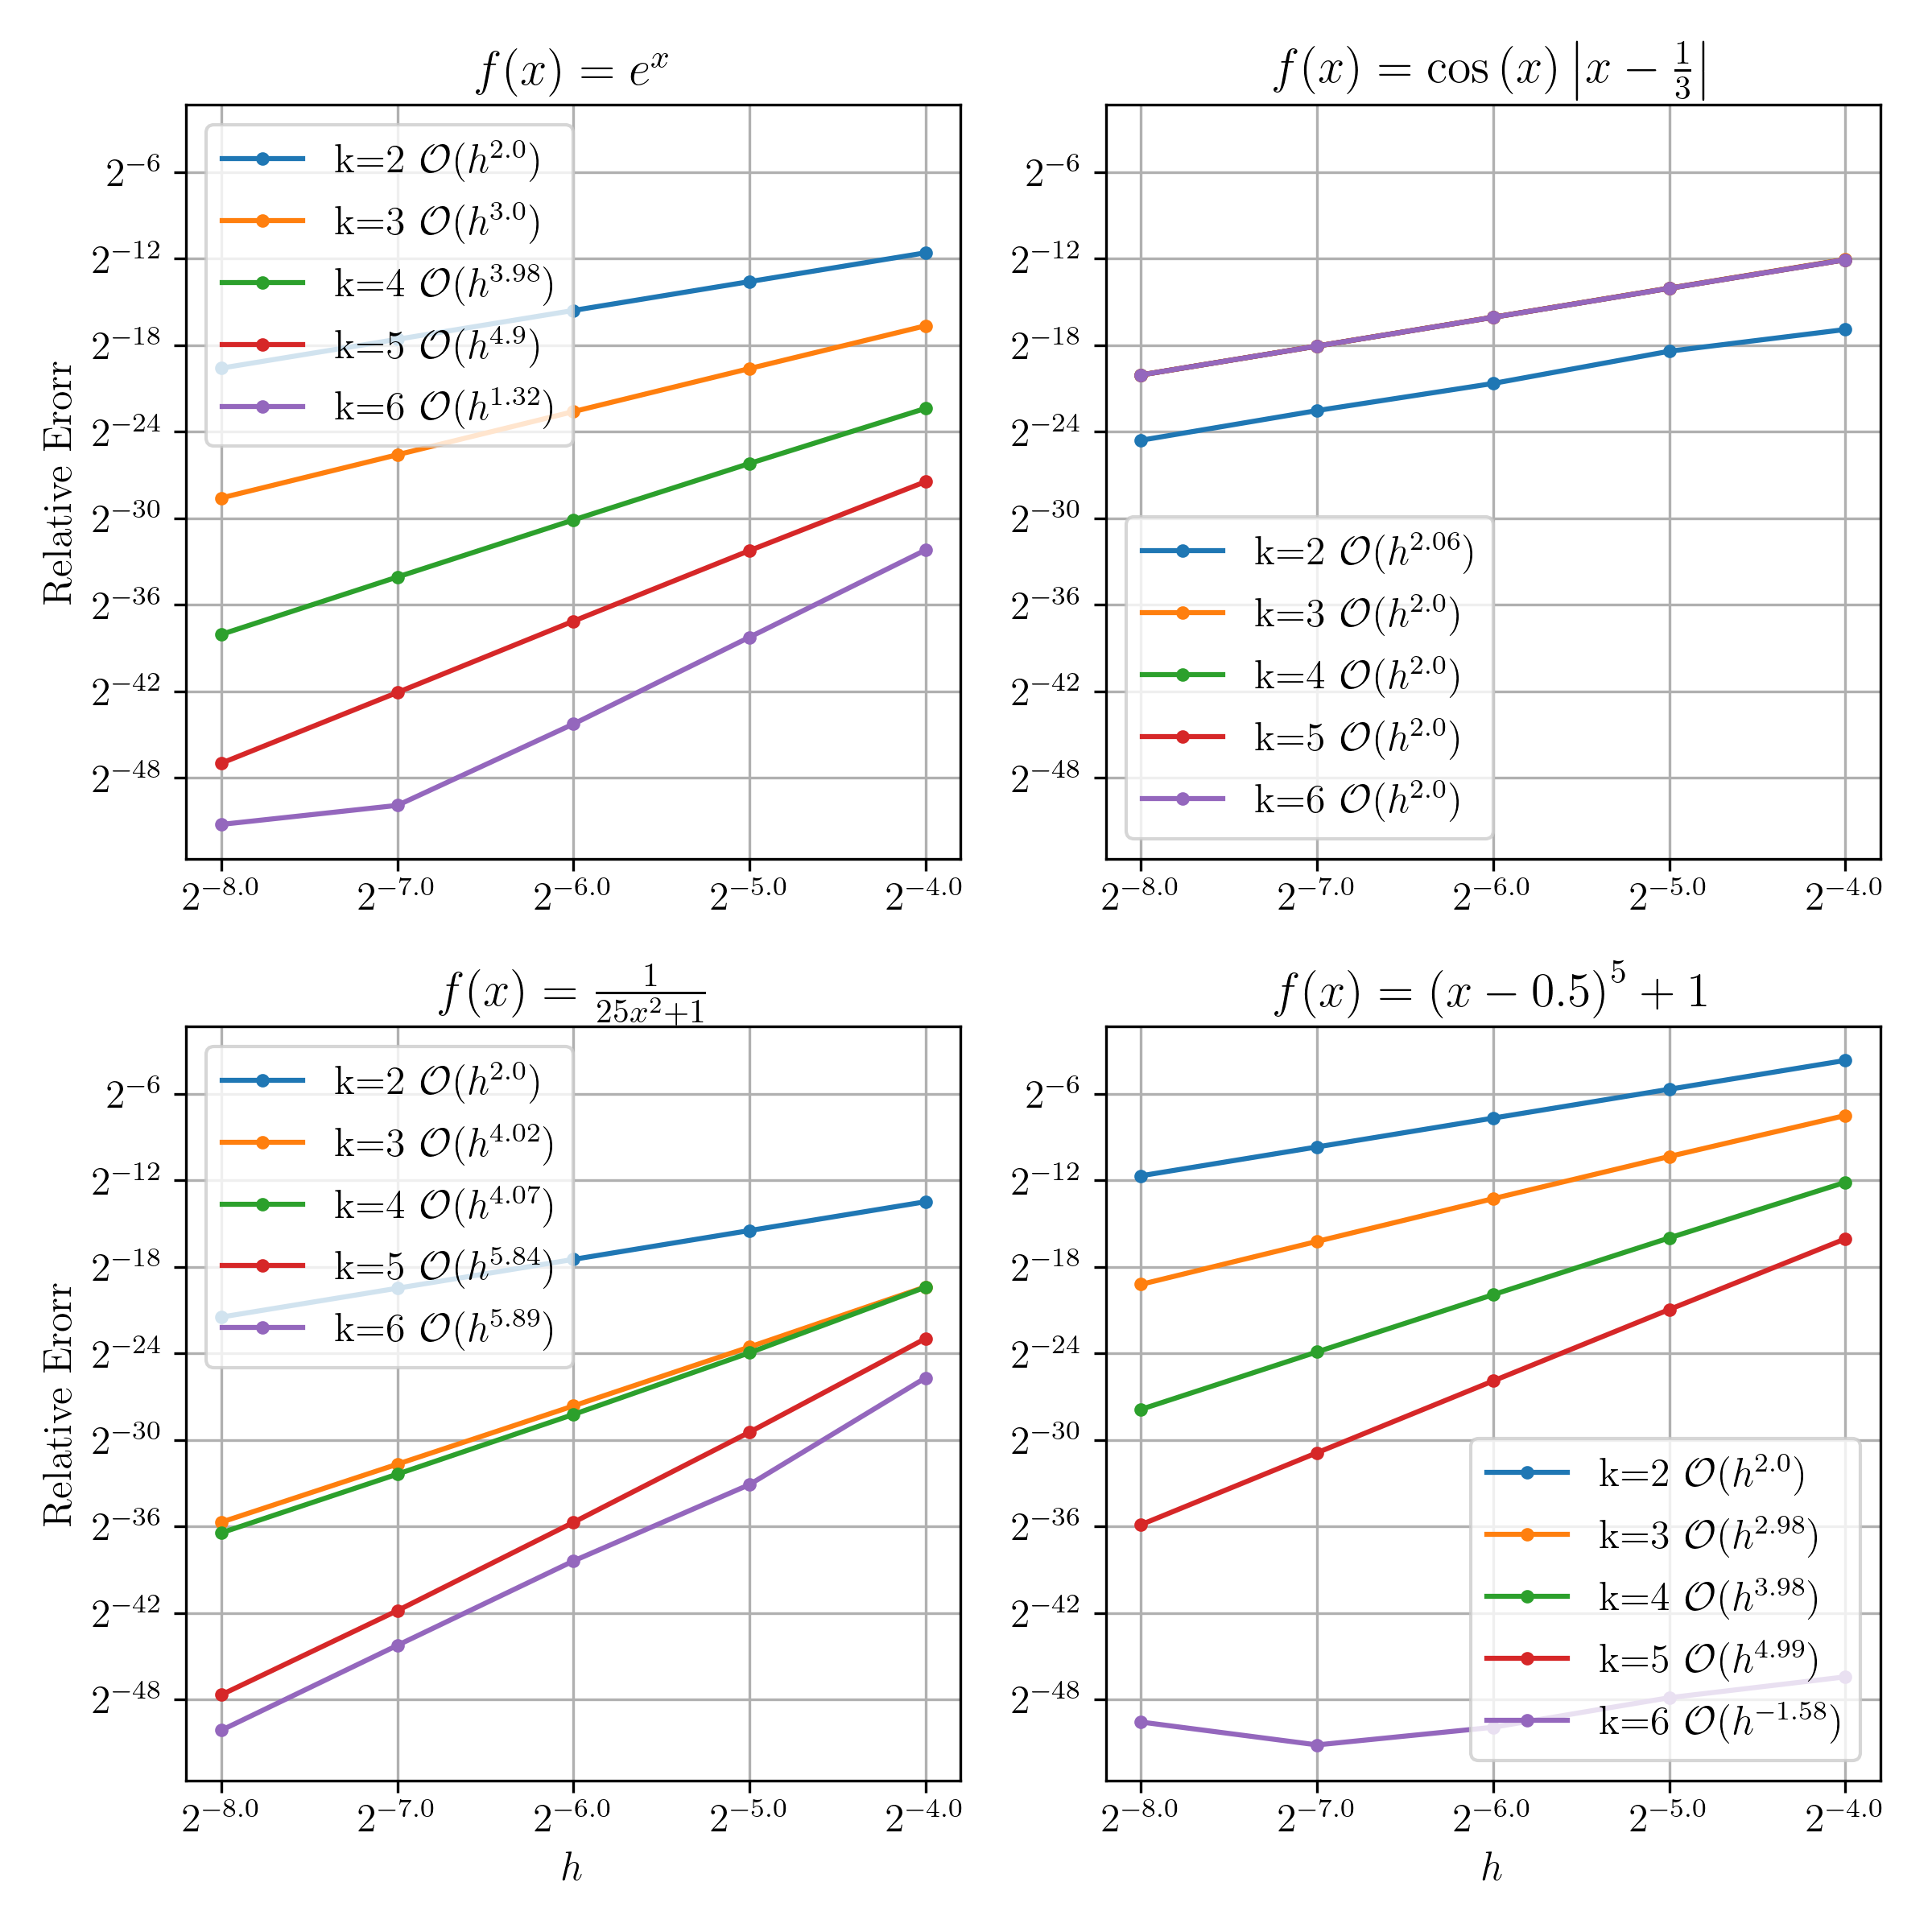 f(x) = e^x
2^{-6}
2^{-12}
2^{-18}
2^{-24}
2^{-30}
2^{-36}
2^{-42}
2^{-48}
Relative Erorr
k=2 𝒪(h^{2.0})
k=3 𝒪(h^{3.0})
k=4 𝒪(h^{3.98})
k=5 𝒪(h^{4.9})
k=6 𝒪(h^{1.32})
2^{-8.0} 2^{-7.0} 2^{-6.0} 2^{-5.0} 2^{-4.0}
f(x) = cos (x) |x − 1/3|
2^{-6}
2^{-12}
2^{-18}
2^{-24}
2^{-30}
2^{-36}
2^{-42}
2^{-48}
k=2 𝒪(h^{2.06})
k=3 𝒪(h^{2.0})
k=4 𝒪(h^{2.0})
k=5 𝒪(h^{2.0})
k=6 𝒪(h^{2.0})
2^{-8.0} 2^{-7.0} 2^{-6.0} 2^{-5.0} 2^{-4.0}
f(x) = 1/(25x^2+1)
2^{-6}
2^{-12}
2^{-18}
2^{-24}
2^{-30}
2^{-36}
2^{-42}
2^{-48}
Relative Erorr
k=2 𝒪(h^{2.0})
k=3 𝒪(h^{4.02})
k=4 𝒪(h^{4.07})
k=5 𝒪(h^{5.84})
k=6 𝒪(h^{5.89})
2^{-8.0} 2^{-7.0} 2^{-6.0} 2^{-5.0} 2^{-4.0}
h
f(x) = (x − 0.5)^5 + 1
2^{-6}
2^{-12}
2^{-18}
2^{-24}
2^{-30}
2^{-36}
2^{-42}
2^{-48}
k=2 𝒪(h^{2.0})
k=3 𝒪(h^{2.98})
k=4 𝒪(h^{3.98})
k=5 𝒪(h^{4.99})
k=6 𝒪(h^{-1.58})
2^{-8.0} 2^{-7.0} 2^{-6.0} 2^{-5.0} 2^{-4.0}
h